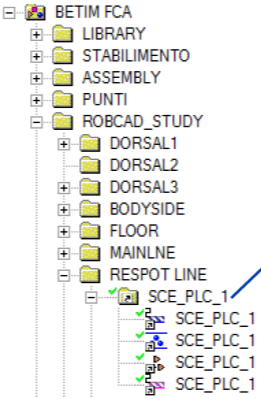 BETIM FCA
LIBRARY
STABILIMENTO
ASSEMBLY
PUNTI
ROBCAD_STUDY
DORSAL1
DORSAL2
DORSAL3
BODYSIDE
FLOOR
MAINLNE
RESPOT LINE
SCE_PLC_1
SCE_PLC_1
SCE_PLC_1
SCE_PLC_1
SCE_PLC_1